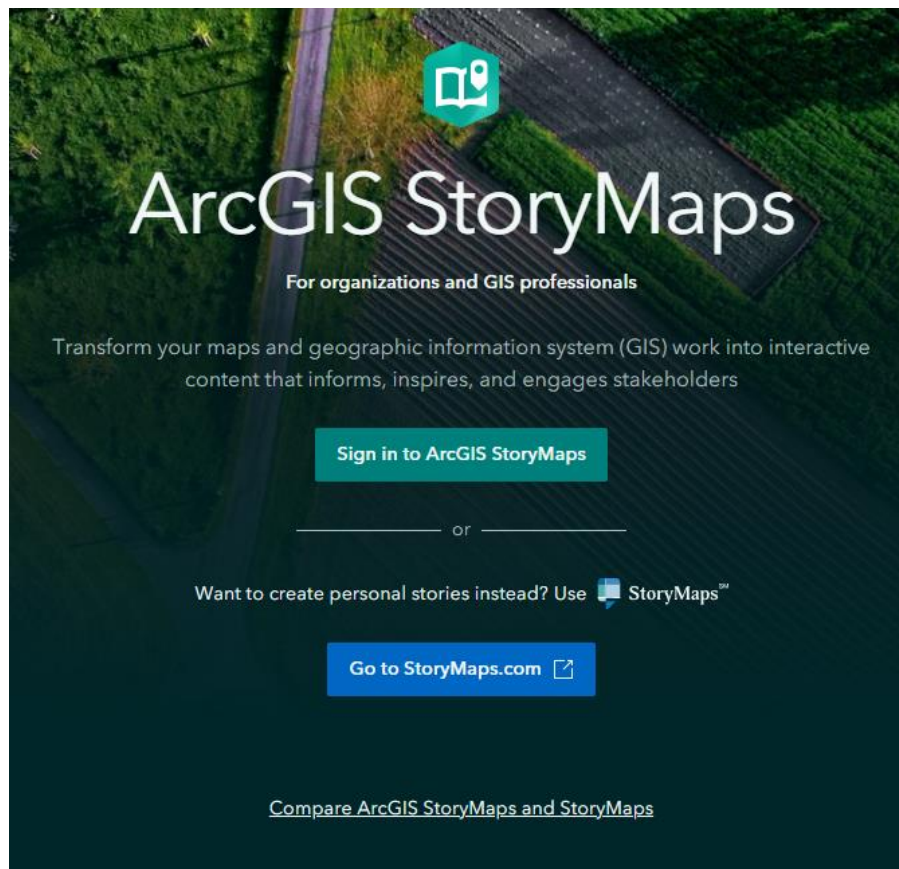 ArcGIS StoryMaps
For organizations and GIS professionals
Transform your maps and geographic information system (GIS) work into interactive
content that informs, inspires, and engages stakeholders
Sign in to ArcGIS StoryMaps
or
Want to create personal stories instead? Use StoryMaps℠
Go to StoryMaps.com
Compare ArcGIS StoryMaps and StoryMaps